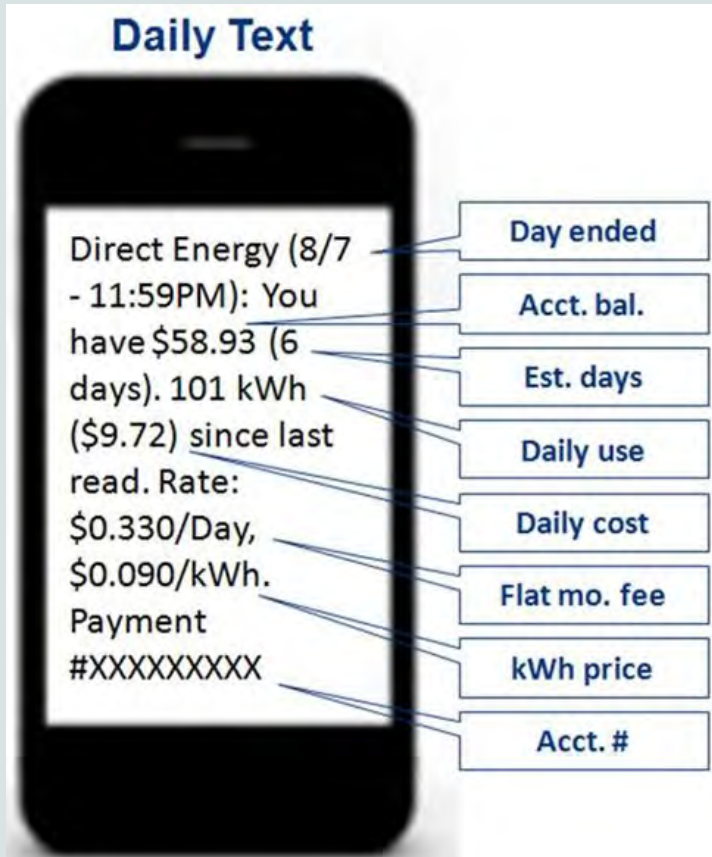 Daily Text
Direct Energy (8/7
- 11:59PM): You
have $58.93 (6
days). 101 kWh
($9.72) since last
read. Rate:
$0.330/Day,
$0.090/kWh.
Payment
#XXXXXXXXX
Day ended
Acct. bal.
Est. days
Daily use
Daily cost
Flat mo. fee
kWh price
Acct. #